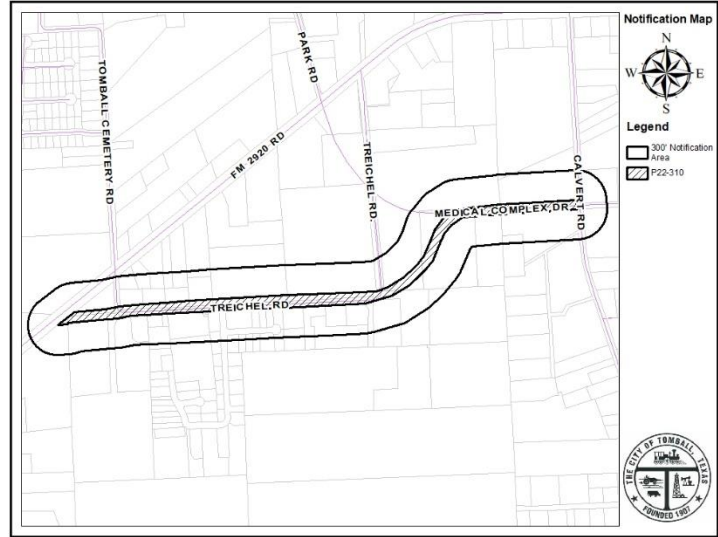 Notification Map
N
W E
S
Legend
300' Notification
Area
P22-310
TOMBALL CEMETERY RD
PARK RD
FM 2920 RD
TREICHEL RD
CALVERT RD
MEDICAL COMPLEX DR
TREICHEL RD
THE CITY OF TOMBALL, TEXAS
FOUNDED 1907